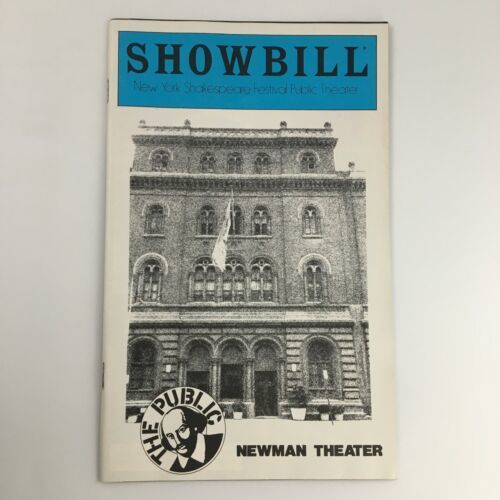 SHOWBILL
New York Shakespeare Festival Public Theater
THE PUBLIC
NEWMAN THEATER